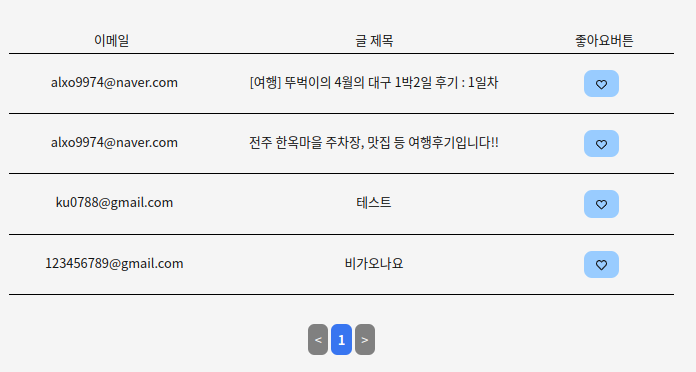 이메일 글 제목 좋아요버튼
alxo9974@naver.com [여행] 뚜벅이의 4월의 대구 1박2일 후기 : 1일차
alxo9974@naver.com 전주 한옥마을 주차장, 맛집 등 여행후기입니다!!
ku0788@gmail.com 테스트
123456789@gmail.com 비가오나요
< 1 >